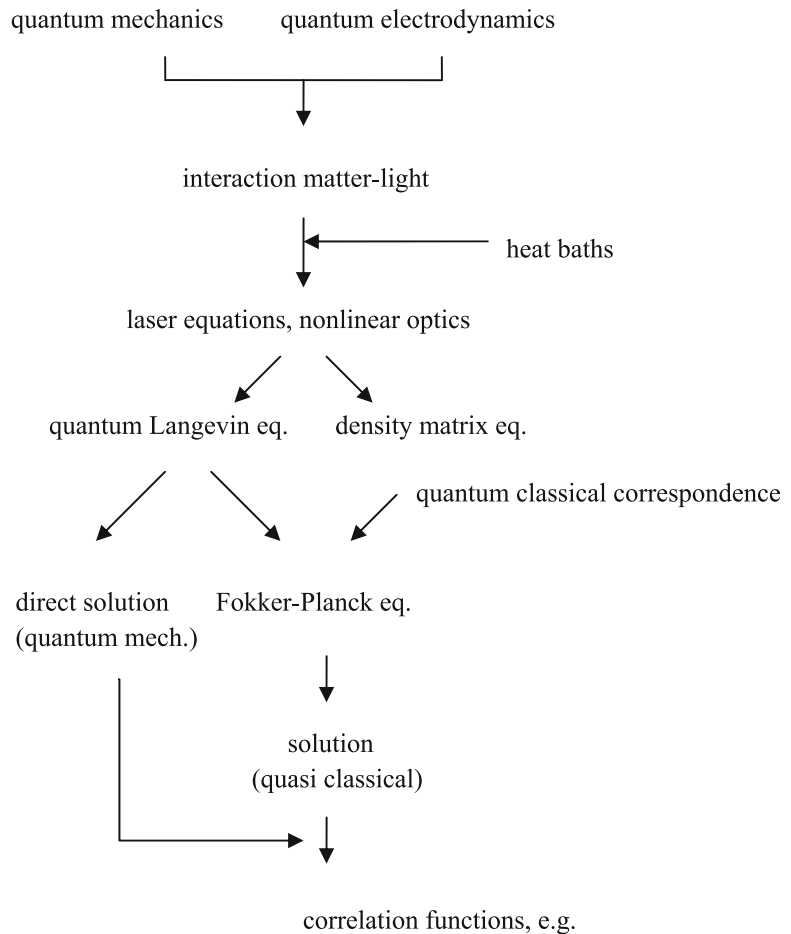 quantum mechanics quantum electrodynamics
interaction matter-light
heat baths
laser equations, nonlinear optics
quantum Langevin eq. density matrix eq.
quantum classical correspondence
direct solution Fokker-Planck eq.
(quantum mech.)
solution
(quasi classical)
correlation functions, e.g.